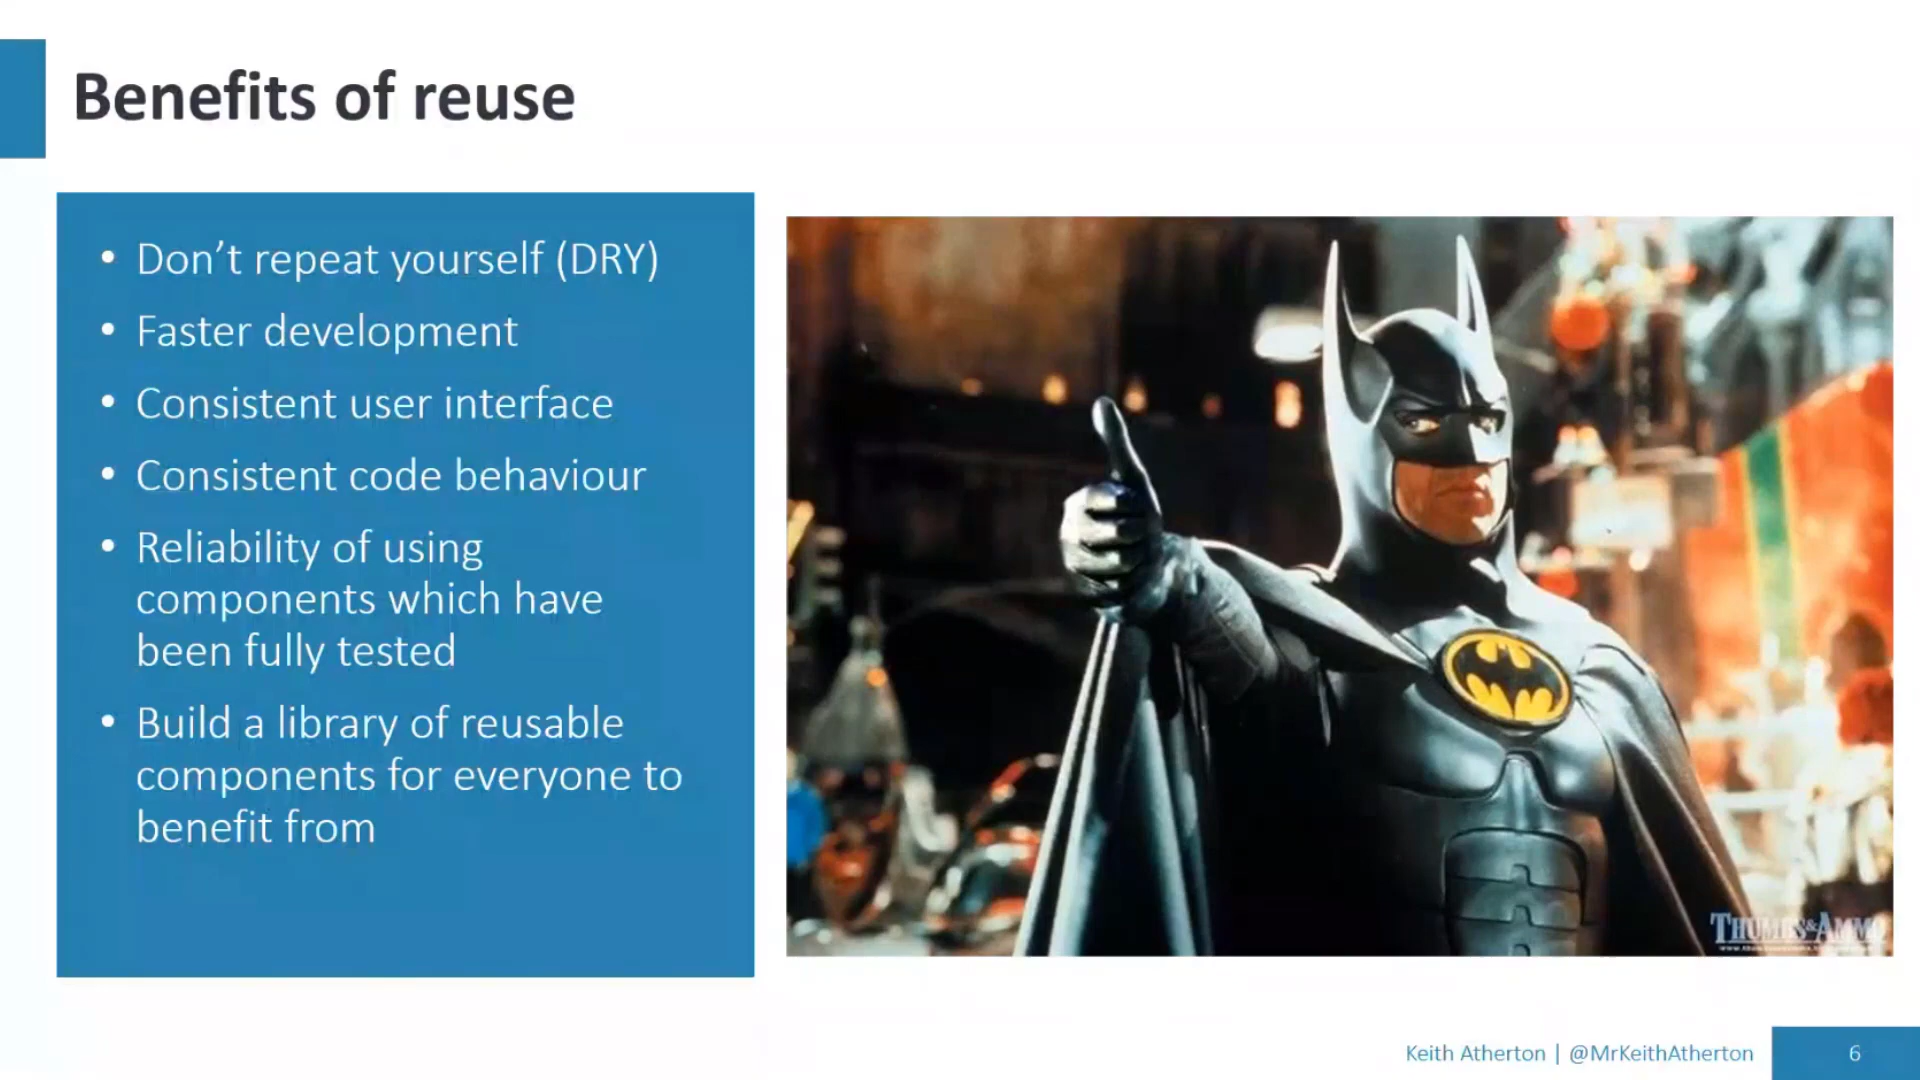 Benefits of reuse
• Don’t repeat yourself (DRY)
• Faster development
• Consistent user interface
• Consistent code behaviour
• Reliability of using
components which have
been fully tested
• Build a library of reusable
components for everyone to
benefit from
THUMBS&AMMO
Keith Atherton | @MrKeithAtherton
6